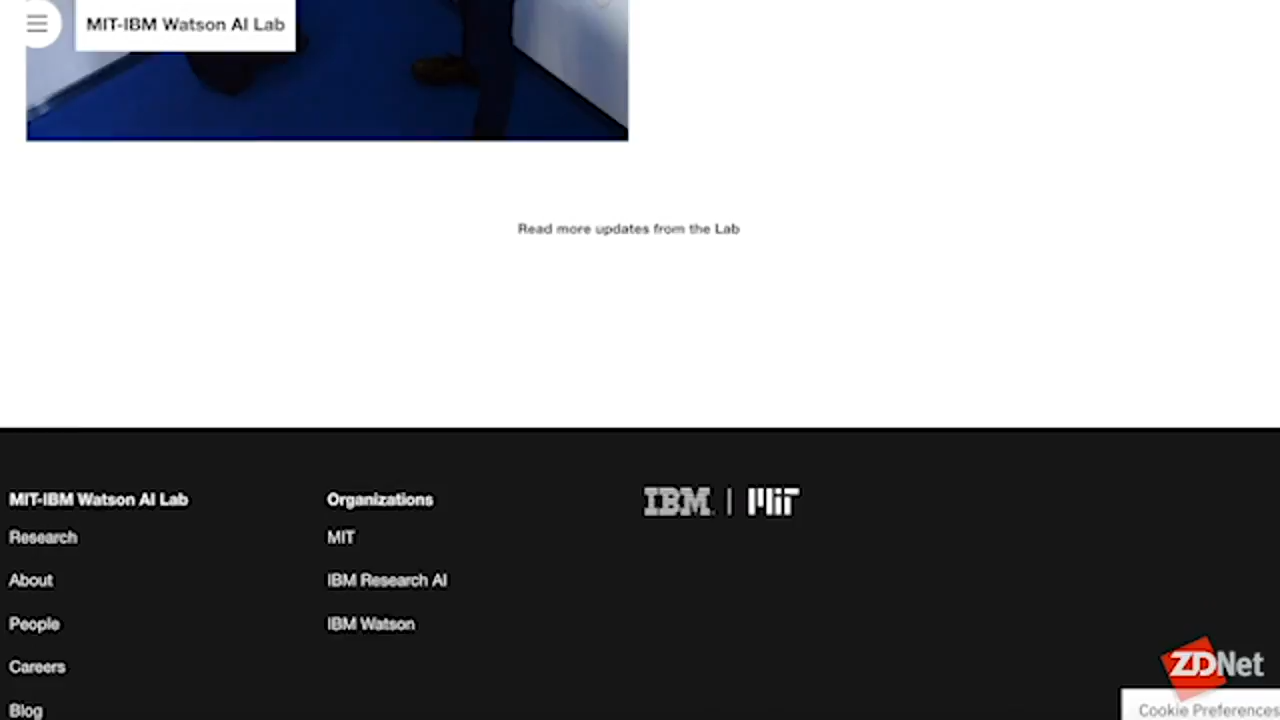 MIT-IBM Watson AI Lab
Read more updates from the Lab
MIT-IBM Watson AI Lab
Research
About
People
Careers
Blog
Organizations
MIT
IBM Research AI
IBM Watson
IBM | MIT
ZDNet
Cookie Preferences